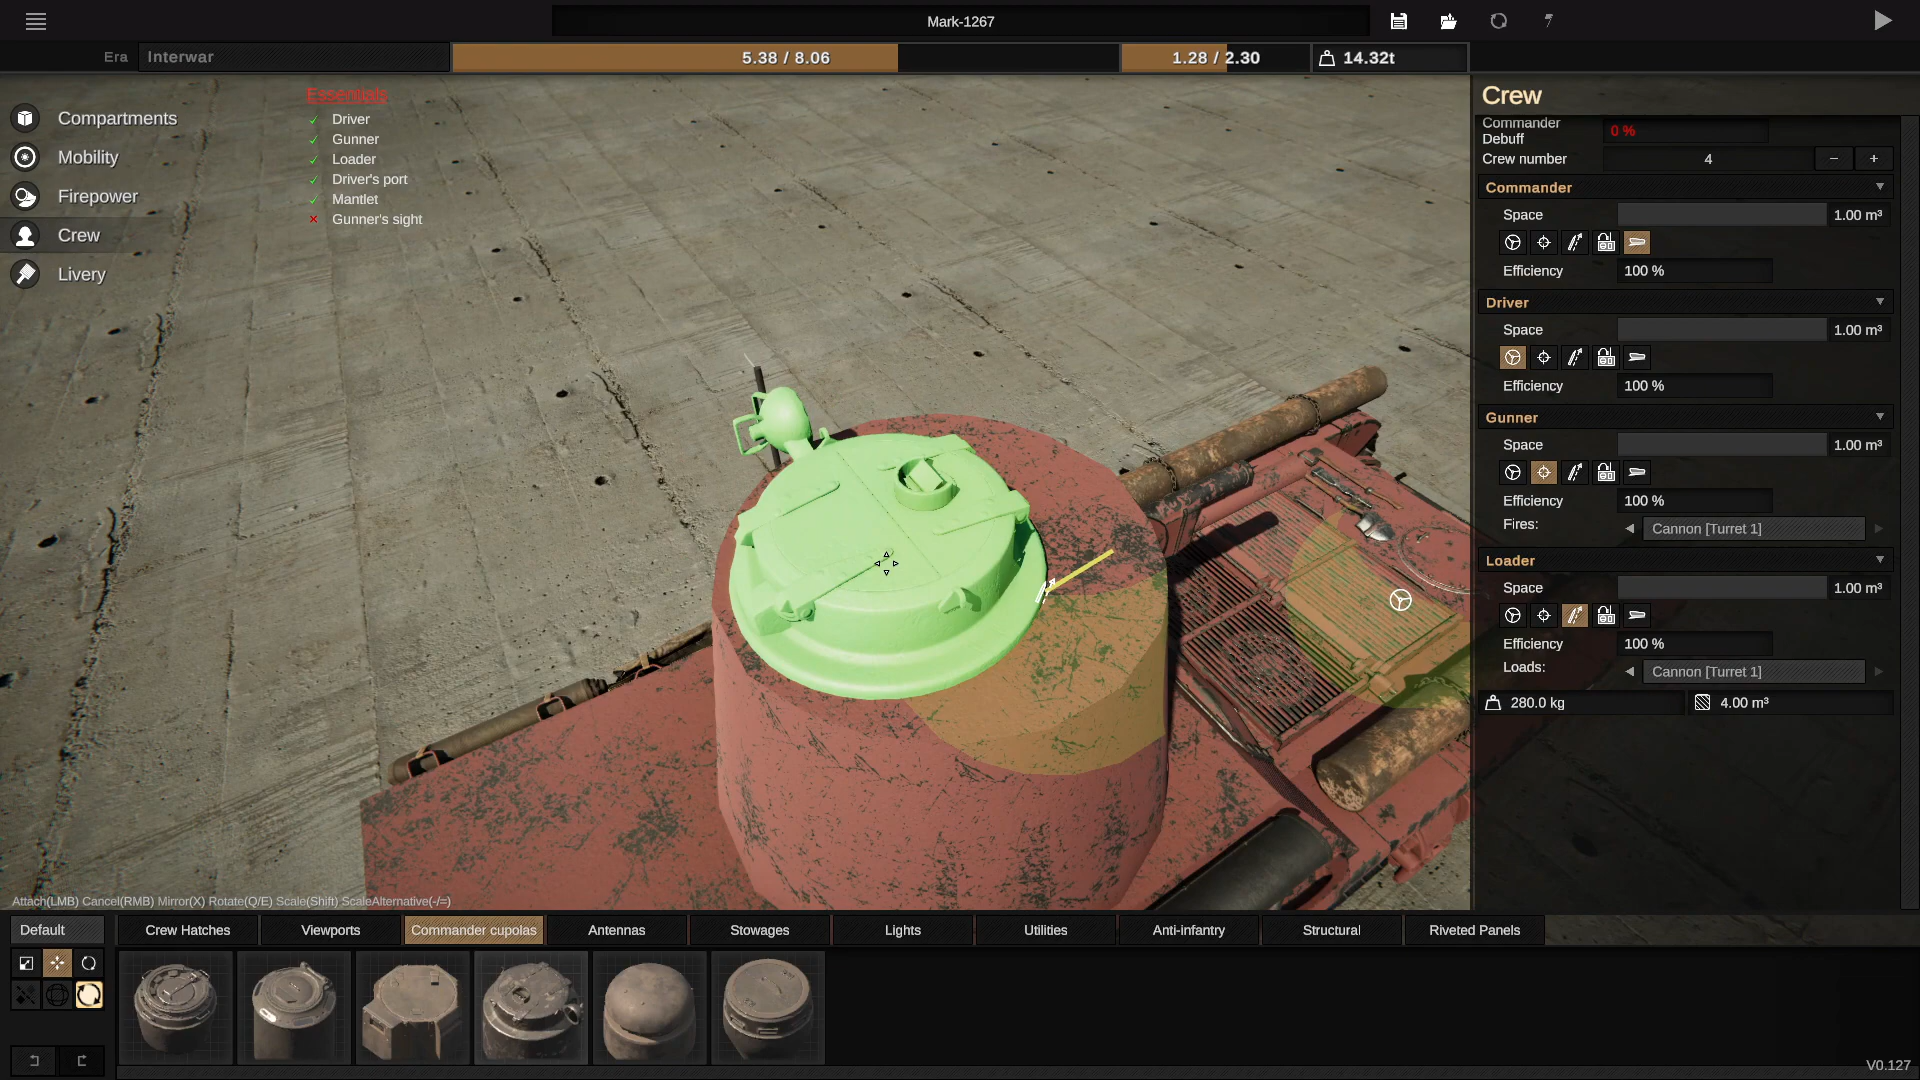 Mark-1267
Era
Interwar
5.38 / 8.06
1.28 / 2.30
14.32t
Compartments
Mobility
Firepower
Crew
Livery
Essentials
Driver
Gunner
Loader
Driver's port
Mantlet
Gunner's sight
Crew
Commander
Debuff
0 %
Crew number
4
− +
Commander
Space
1.00 m³
Efficiency
100 %
Driver
Space
1.00 m³
Efficiency
100 %
Gunner
Space
1.00 m³
Efficiency
100 %
Fires:
Cannon [Turret 1]
Loader
Space
1.00 m³
Efficiency
100 %
Loads:
Cannon [Turret 1]
280.0 kg
4.00 m³
Attach(LMB) Cancel(RMB) Mirror(X) Rotate(Q/E) Scale(Shift) ScaleAlternative(-/=)
Default
Crew Hatches
Viewports
Commander cupolas
Antennas
Stowages
Lights
Utilities
Anti-infantry
Structural
Riveted Panels
V0.127